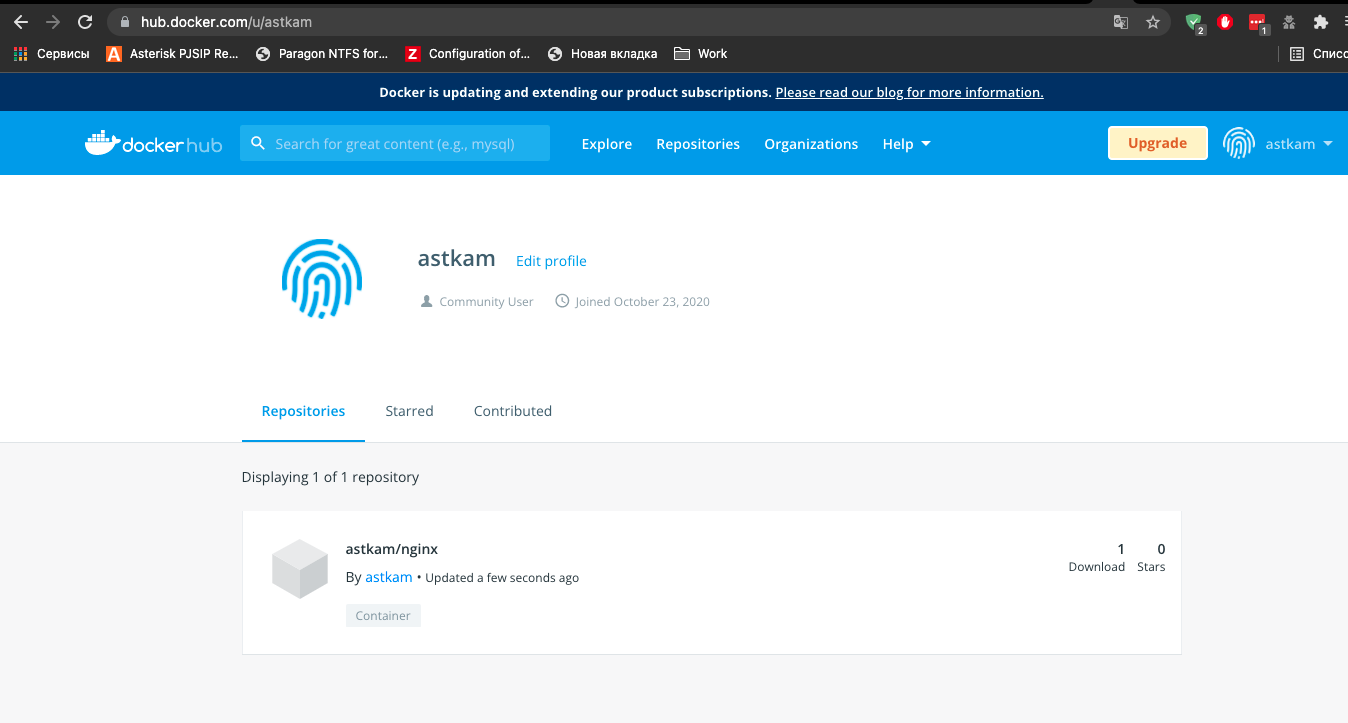 hub.docker.com/u/astkam
2
1
Сервисы
A Asterisk PJSIP Re...
Paragon NTFS for...
Z Configuration of...
Новая вкладка
Work
Списо
Docker is updating and extending our product subscriptions. Please read our blog for more information.
dockerhub
Search for great content (e.g., mysql)
Explore
Repositories
Organizations
Help
Upgrade
astkam
astkam Edit profile
Community User Joined October 23, 2020
Repositories Starred Contributed
Displaying 1 of 1 repository
astkam/nginx
By astkam • Updated a few seconds ago
Container
1 0
Download Stars